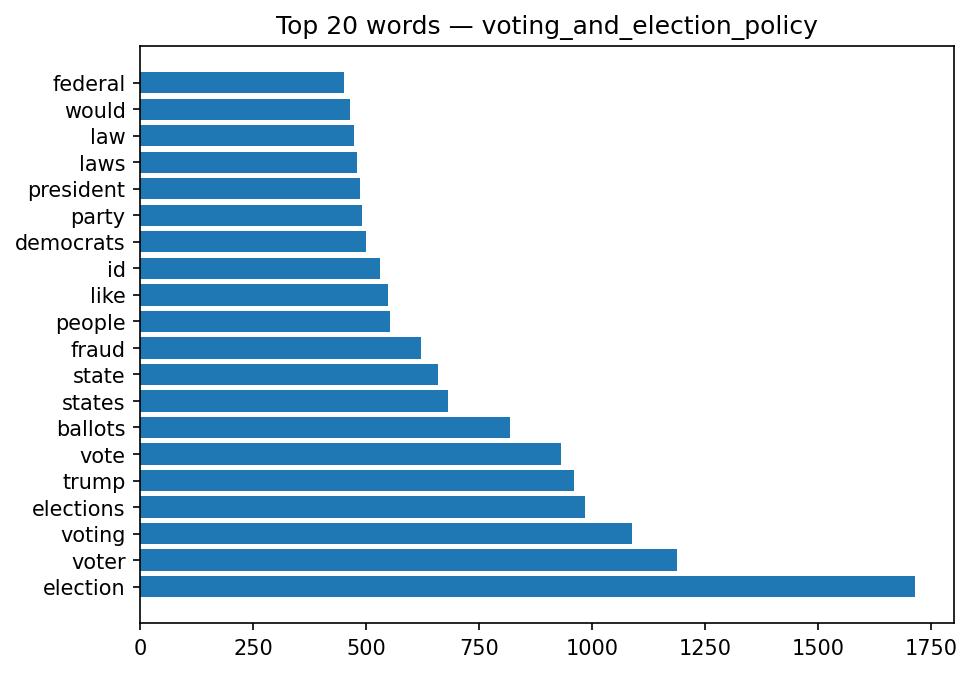 Top 20 words — voting_and_election_policy
federal
would
law
laws
president
party
democrats
id
like
people
fraud
state
states
ballots
vote
trump
elections
voting
voter
election
0 250 500 750 1000 1250 1500 1750